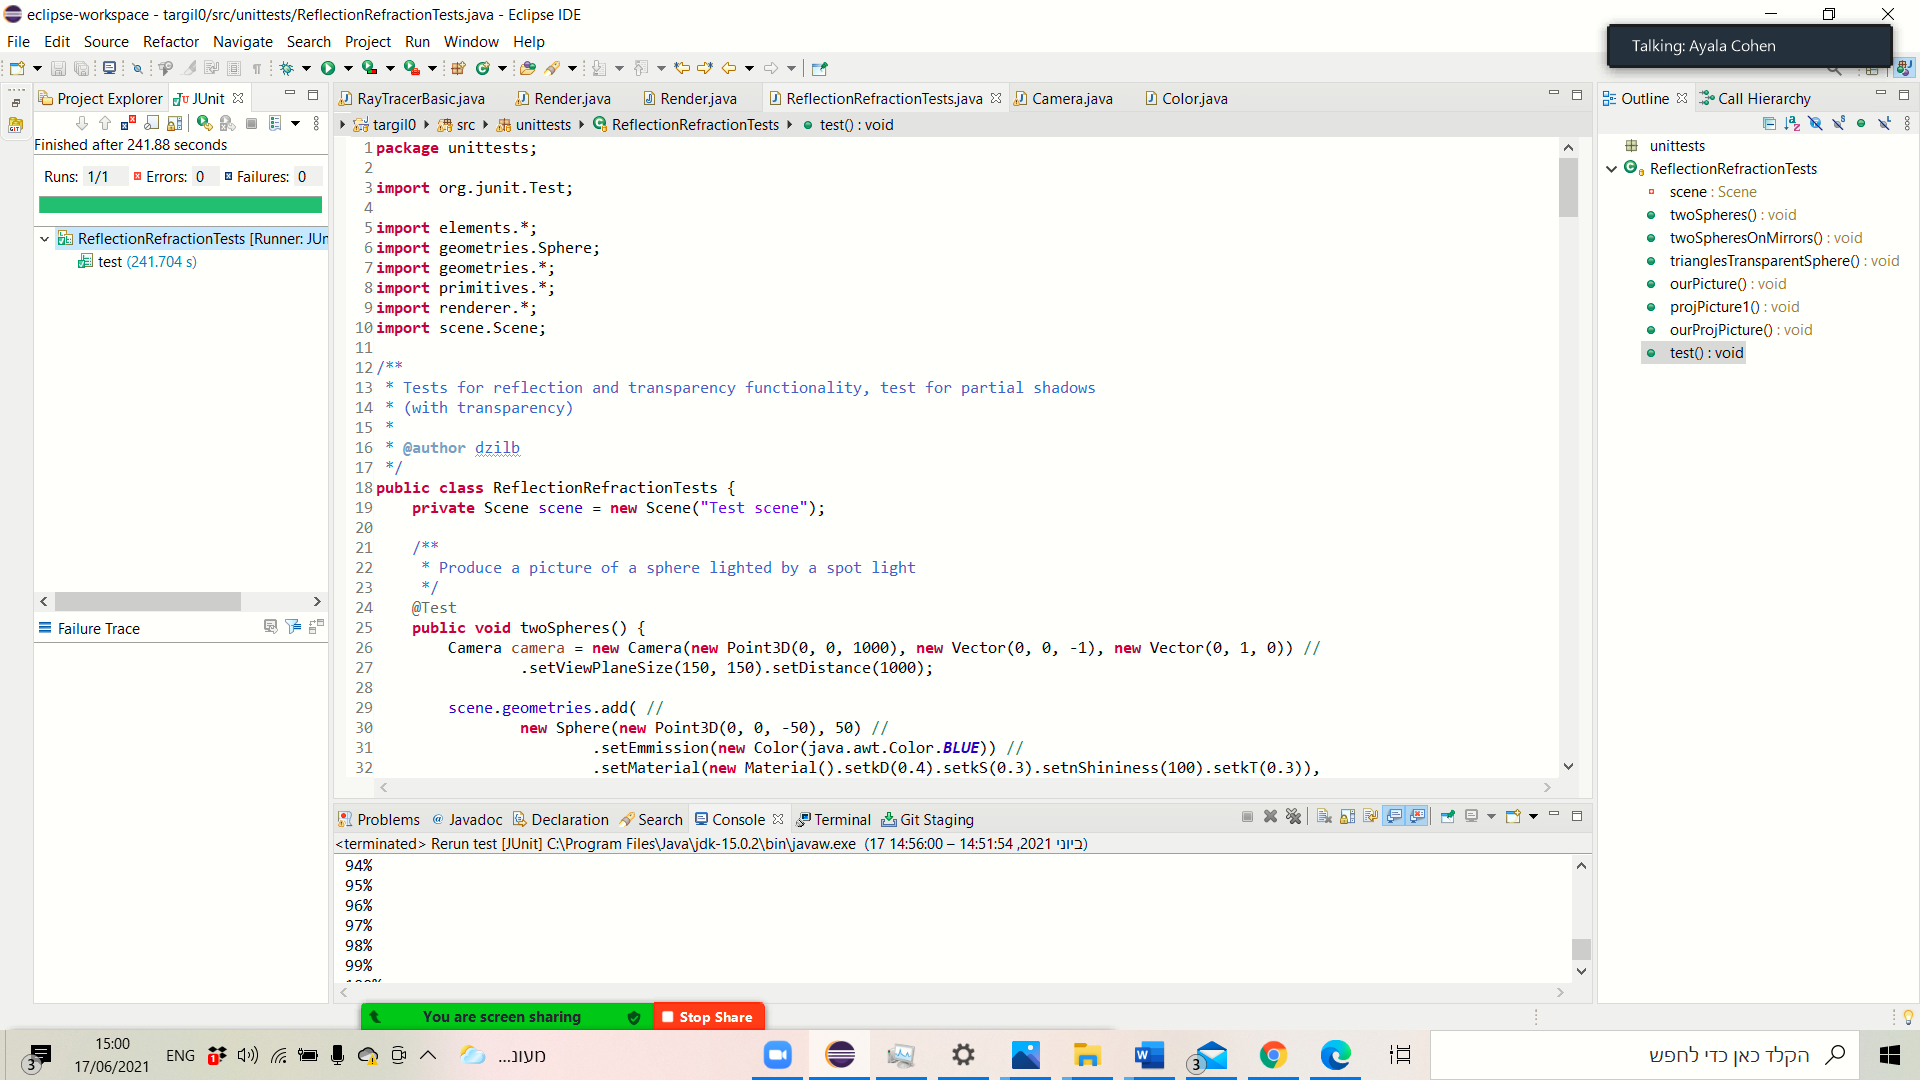 eclipse-workspace - targil0/src/unittests/ReflectionRefractionTests.java - Eclipse IDE
File Edit Source Refactor Navigate Search Project Run Window Help
Talking: Ayala Cohen
Project Explorer JUnit
Finished after 241.88 seconds
Runs: 1/1 Errors: 0 Failures: 0
ReflectionRefractionTests [Runner: JUn
test (241.704 s)
Failure Trace
RayTracerBasic.java Render.java Render.java ReflectionRefractionTests.java Camera.java Color.java
targil0 src unittests ReflectionRefractionTests test() : void
1 package unittests;
2
3 import org.junit.Test;
4
5 import elements.*;
6 import geometries.Sphere;
7 import geometries.*;
8 import primitives.*;
9 import renderer.*;
10 import scene.Scene;
11
12 /**
13 * Tests for reflection and transparency functionality, test for partial shadows
14 * (with transparency)
15 *
16 * @author dzilb
17 */
18 public class ReflectionRefractionTests {
19 private Scene scene = new Scene("Test scene");
20
21 /**
22 * Produce a picture of a sphere lighted by a spot light
23 */
24 @Test
25 public void twoSpheres() {
26 Camera camera = new Camera(new Point3D(0, 0, 1000), new Vector(0, 0, -1), new Vector(0, 1, 0)) //
27 .setViewPlaneSize(150, 150).setDistance(1000);
28
29 scene.geometries.add( //
30 new Sphere(new Point3D(0, 0, -50), 50) //
31 .setEmmission(new Color(java.awt.Color.BLUE)) //
32 .setMaterial(new Material().setkD(0.4).setkS(0.3).setnShininess(100).setkT(0.3)),
Outline Call Hierarchy
unittests
ReflectionRefractionTests
scene : Scene
twoSpheres() : void
twoSpheresOnMirrors() : void
trianglesTransparentSphere() : void
ourPicture() : void
projPicture1() : void
ourProjPicture() : void
test() : void
Problems Javadoc Declaration Search Console Terminal Git Staging
<terminated> Rerun test [JUnit] C:\Program Files\Java\jdk-15.0.2\bin\javaw.exe (17 ביוני 2021, 14:51:54 – 14:56:00)
94%
95%
96%
97%
98%
99%
100%
You are screen sharing Stop Share
3 15:00 17/06/2021 ENG 1 מעונ... 3 הקלד כאן כדי לחפש